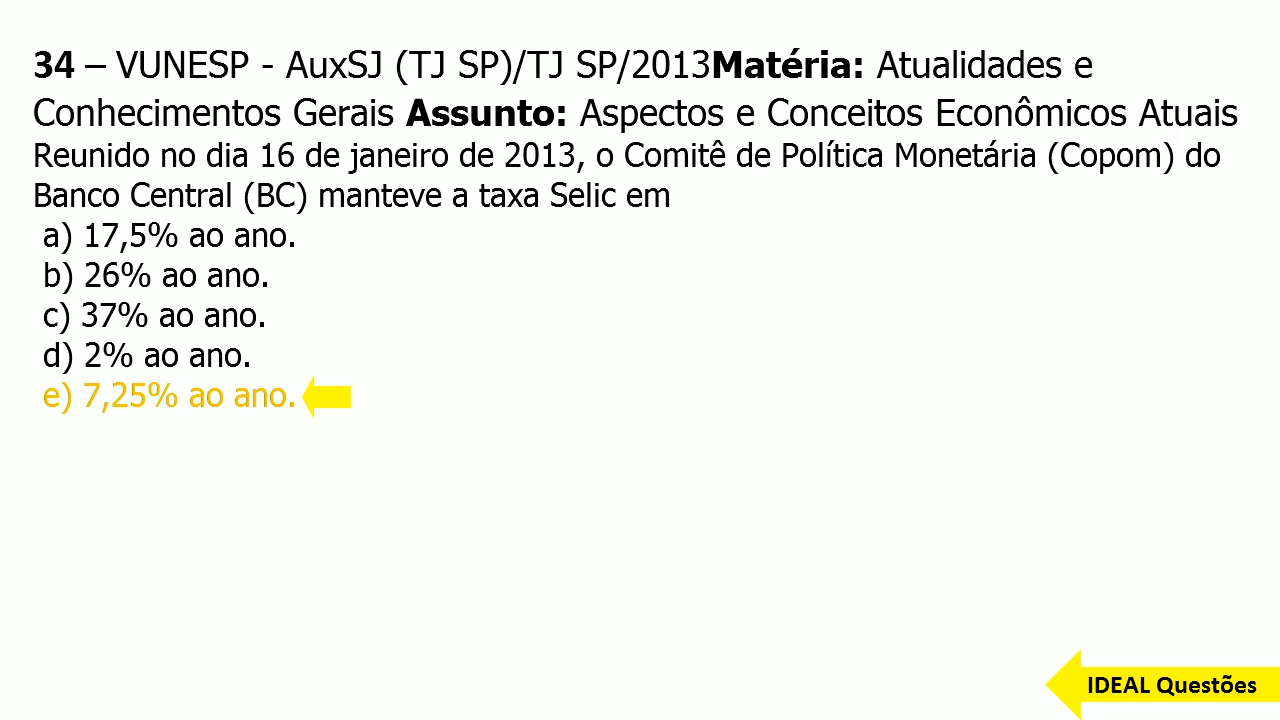 34 – VUNESP - AuxSJ (TJ SP)/TJ SP/2013Matéria: Atualidades e
Conhecimentos Gerais Assunto: Aspectos e Conceitos Econômicos Atuais
Reunido no dia 16 de janeiro de 2013, o Comitê de Política Monetária (Copom) do
Banco Central (BC) manteve a taxa Selic em
a) 17,5% ao ano.
b) 26% ao ano.
c) 37% ao ano.
d) 2% ao ano.
e) 7,25% ao ano.
IDEAL Questões